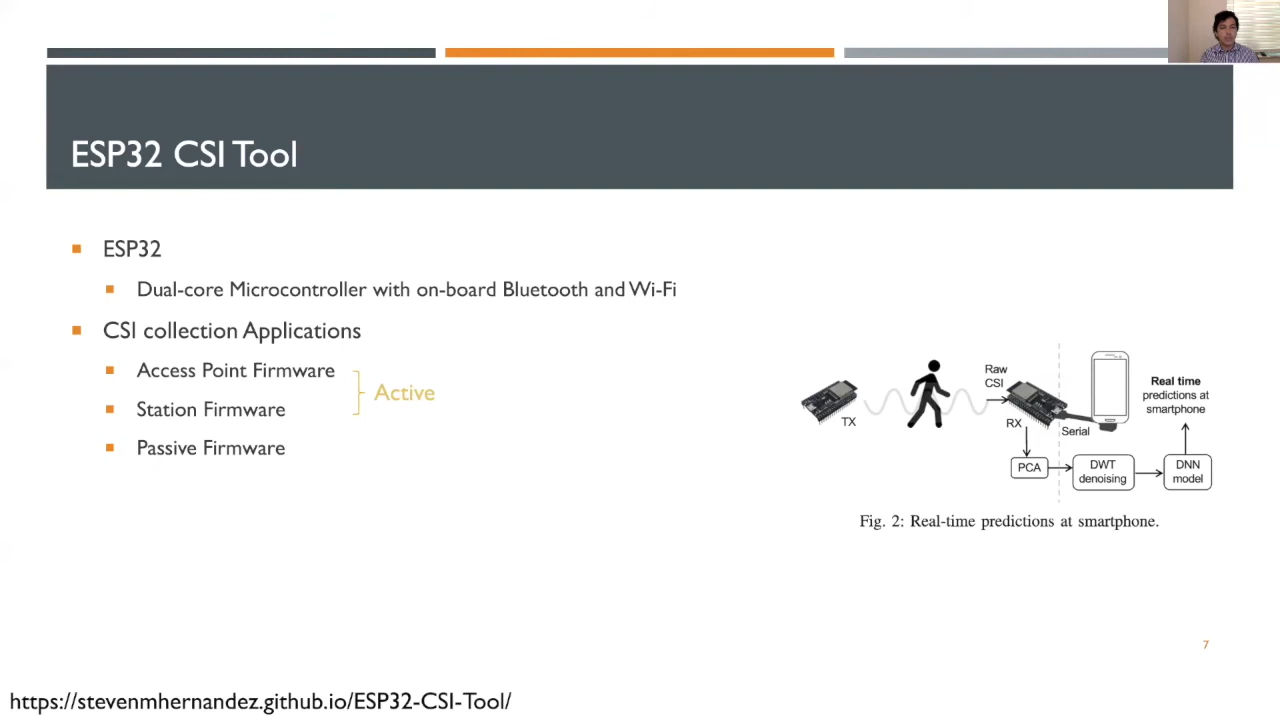 ESP32 CSI Tool
ESP32
Dual-core Microcontroller with on-board Bluetooth and Wi-Fi
CSI collection Applications
Access Point Firmware
Station Firmware
Active
Passive Firmware
Raw
CSI
TX
RX
Serial
Real time
predictions at
smartphone
PCA
DWT
denoising
DNN
model
Fig. 2: Real-time predictions at smartphone.
7
https://stevenmhernandez.github.io/ESP32-CSI-Tool/